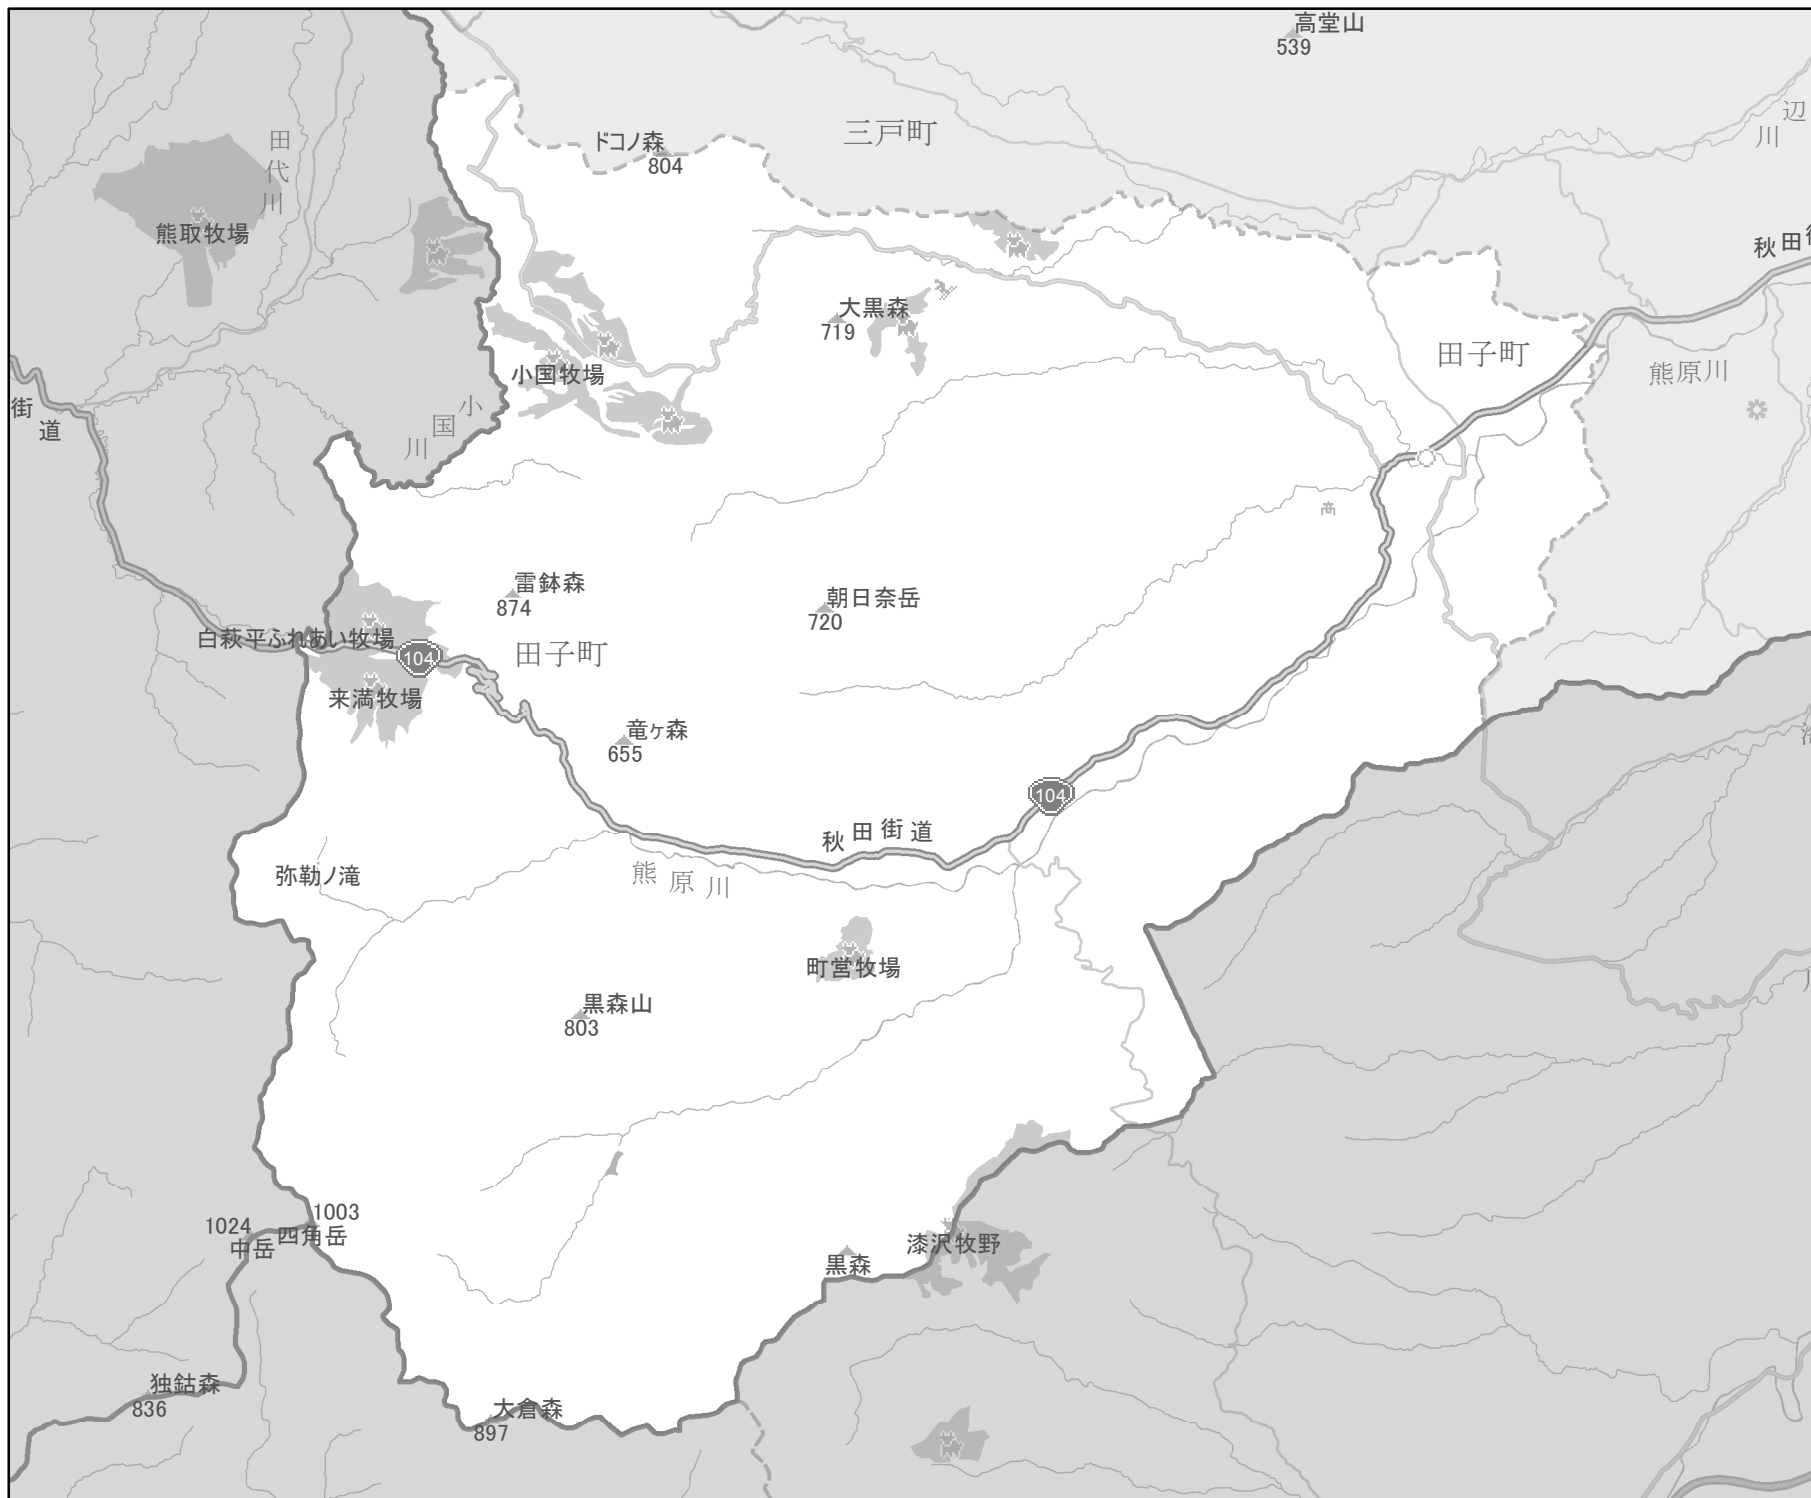 高堂山
539
辺
川
田
代
川
三戸町
ドコノ森
804
熊取牧場
秋田
大黒森
719
田子町
熊原川
小国牧場
街
道
小
国
川
雷鉢森
874
朝日奈岳
720
白萩平ふれあい牧場
104
田子町
来満牧場
竜ヶ森
655
104
秋田街道
弥勒ノ滝
熊原川
町営牧場
黒森山
803
1003
1024
四角岳
中岳
漆沢牧野
黒森
独鈷森
836
大倉森
897